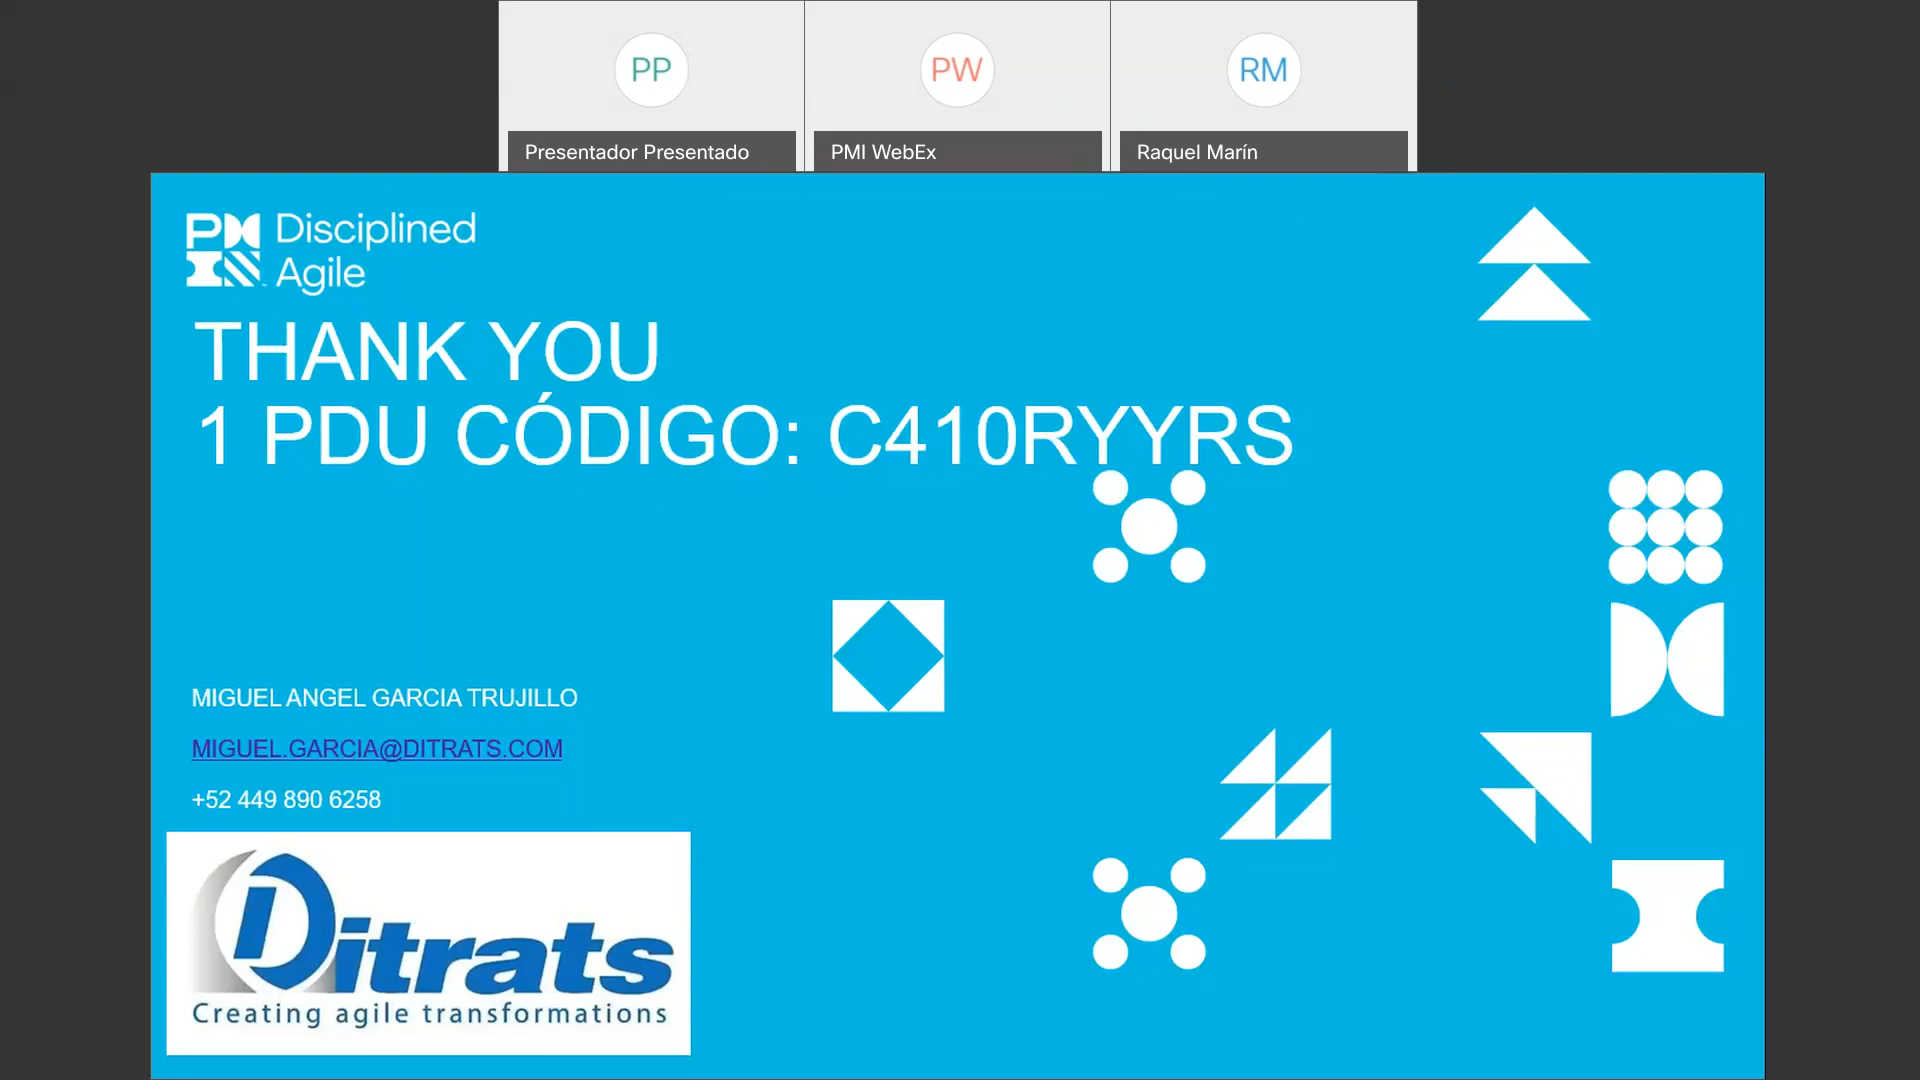 PP
PW
RM
Presentador Presentado
PMI WebEx
Raquel Marín
Disciplined
Agile
THANK YOU
1 PDU CÓDIGO: C410RYYRS
MIGUEL ANGEL GARCIA TRUJILLO
MIGUEL.GARCIA@DITRATS.COM
+52 449 890 6258
Ditrats
Creating agile transformations